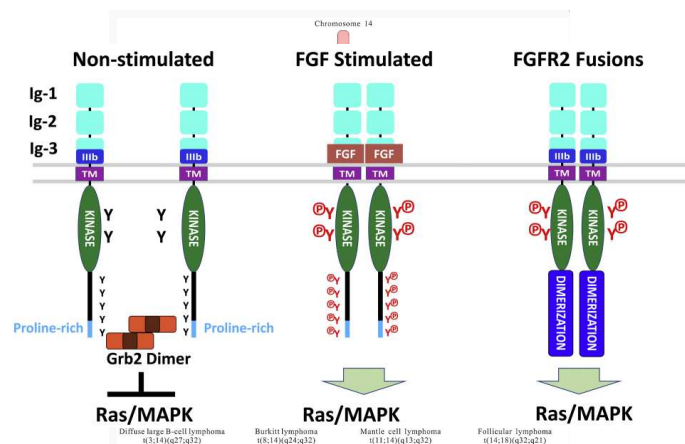 Chromosome 14
Non-stimulated FGF Stimulated FGFR2 Fusions
Ig-1
Ig-2
Ig-3
IIIb IIIb FGF FGF IIIb IIIb
TM TM TM TM TM TM
KINASE KINASE KINASE KINASE KINASE KINASE
Y Y P Y Y P P Y Y P
Y Y P Y Y P P Y Y P
Y Y P Y Y P
Y Y P Y Y P
Y Y P Y Y P
Y Y P Y Y P
Y Y P Y Y P
DIMERIZATION DIMERIZATION
Proline-rich Proline-rich
Grb2 Dimer
Ras/MAPK Ras/MAPK Ras/MAPK
Diffuse large B-cell lymphoma Burkitt lymphoma Mantle cell lymphoma Follicular lymphoma
t(3;14)(q27;q32) t(8;14)(q24;q32) t(11;14)(q13;q32) t(14;18)(q32;q21)